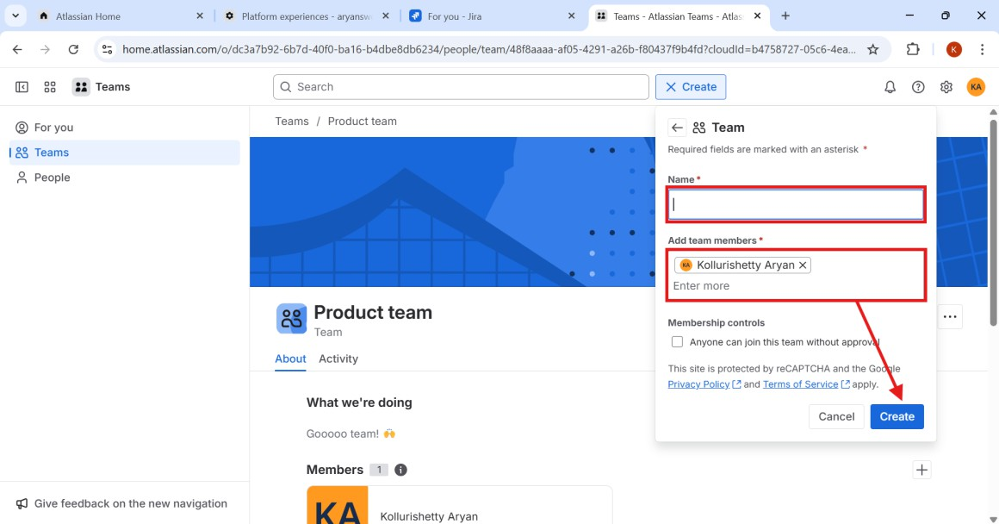 Atlassian Home
Platform experiences - aryansw
For you - Jira
Teams - Atlassian Teams - Atlas
home.atlassian.com/o/dc3a7b92-6b7d-40f0-ba16-b4dbe8db6234/people/team/48f8aaaa-af05-4291-a26b-f80437f9b4fd?cloudId=b4758727-05c6-4ea...
K
Teams
Search
Create
KA
For you
Teams
People
Teams / Product team
Team
Required fields are marked with an asterisk *
Name *
Add team members *
KA Kollurishetty Aryan
Enter more
Membership controls
Anyone can join this team without approval
This site is protected by reCAPTCHA and the Google
Privacy Policy and Terms of Service apply.
Cancel
Create
Product team
Team
About
Activity
What we're doing
Gooooo team! 🙌
Members 1
KA
Kollurishetty Aryan
Give feedback on the new navigation